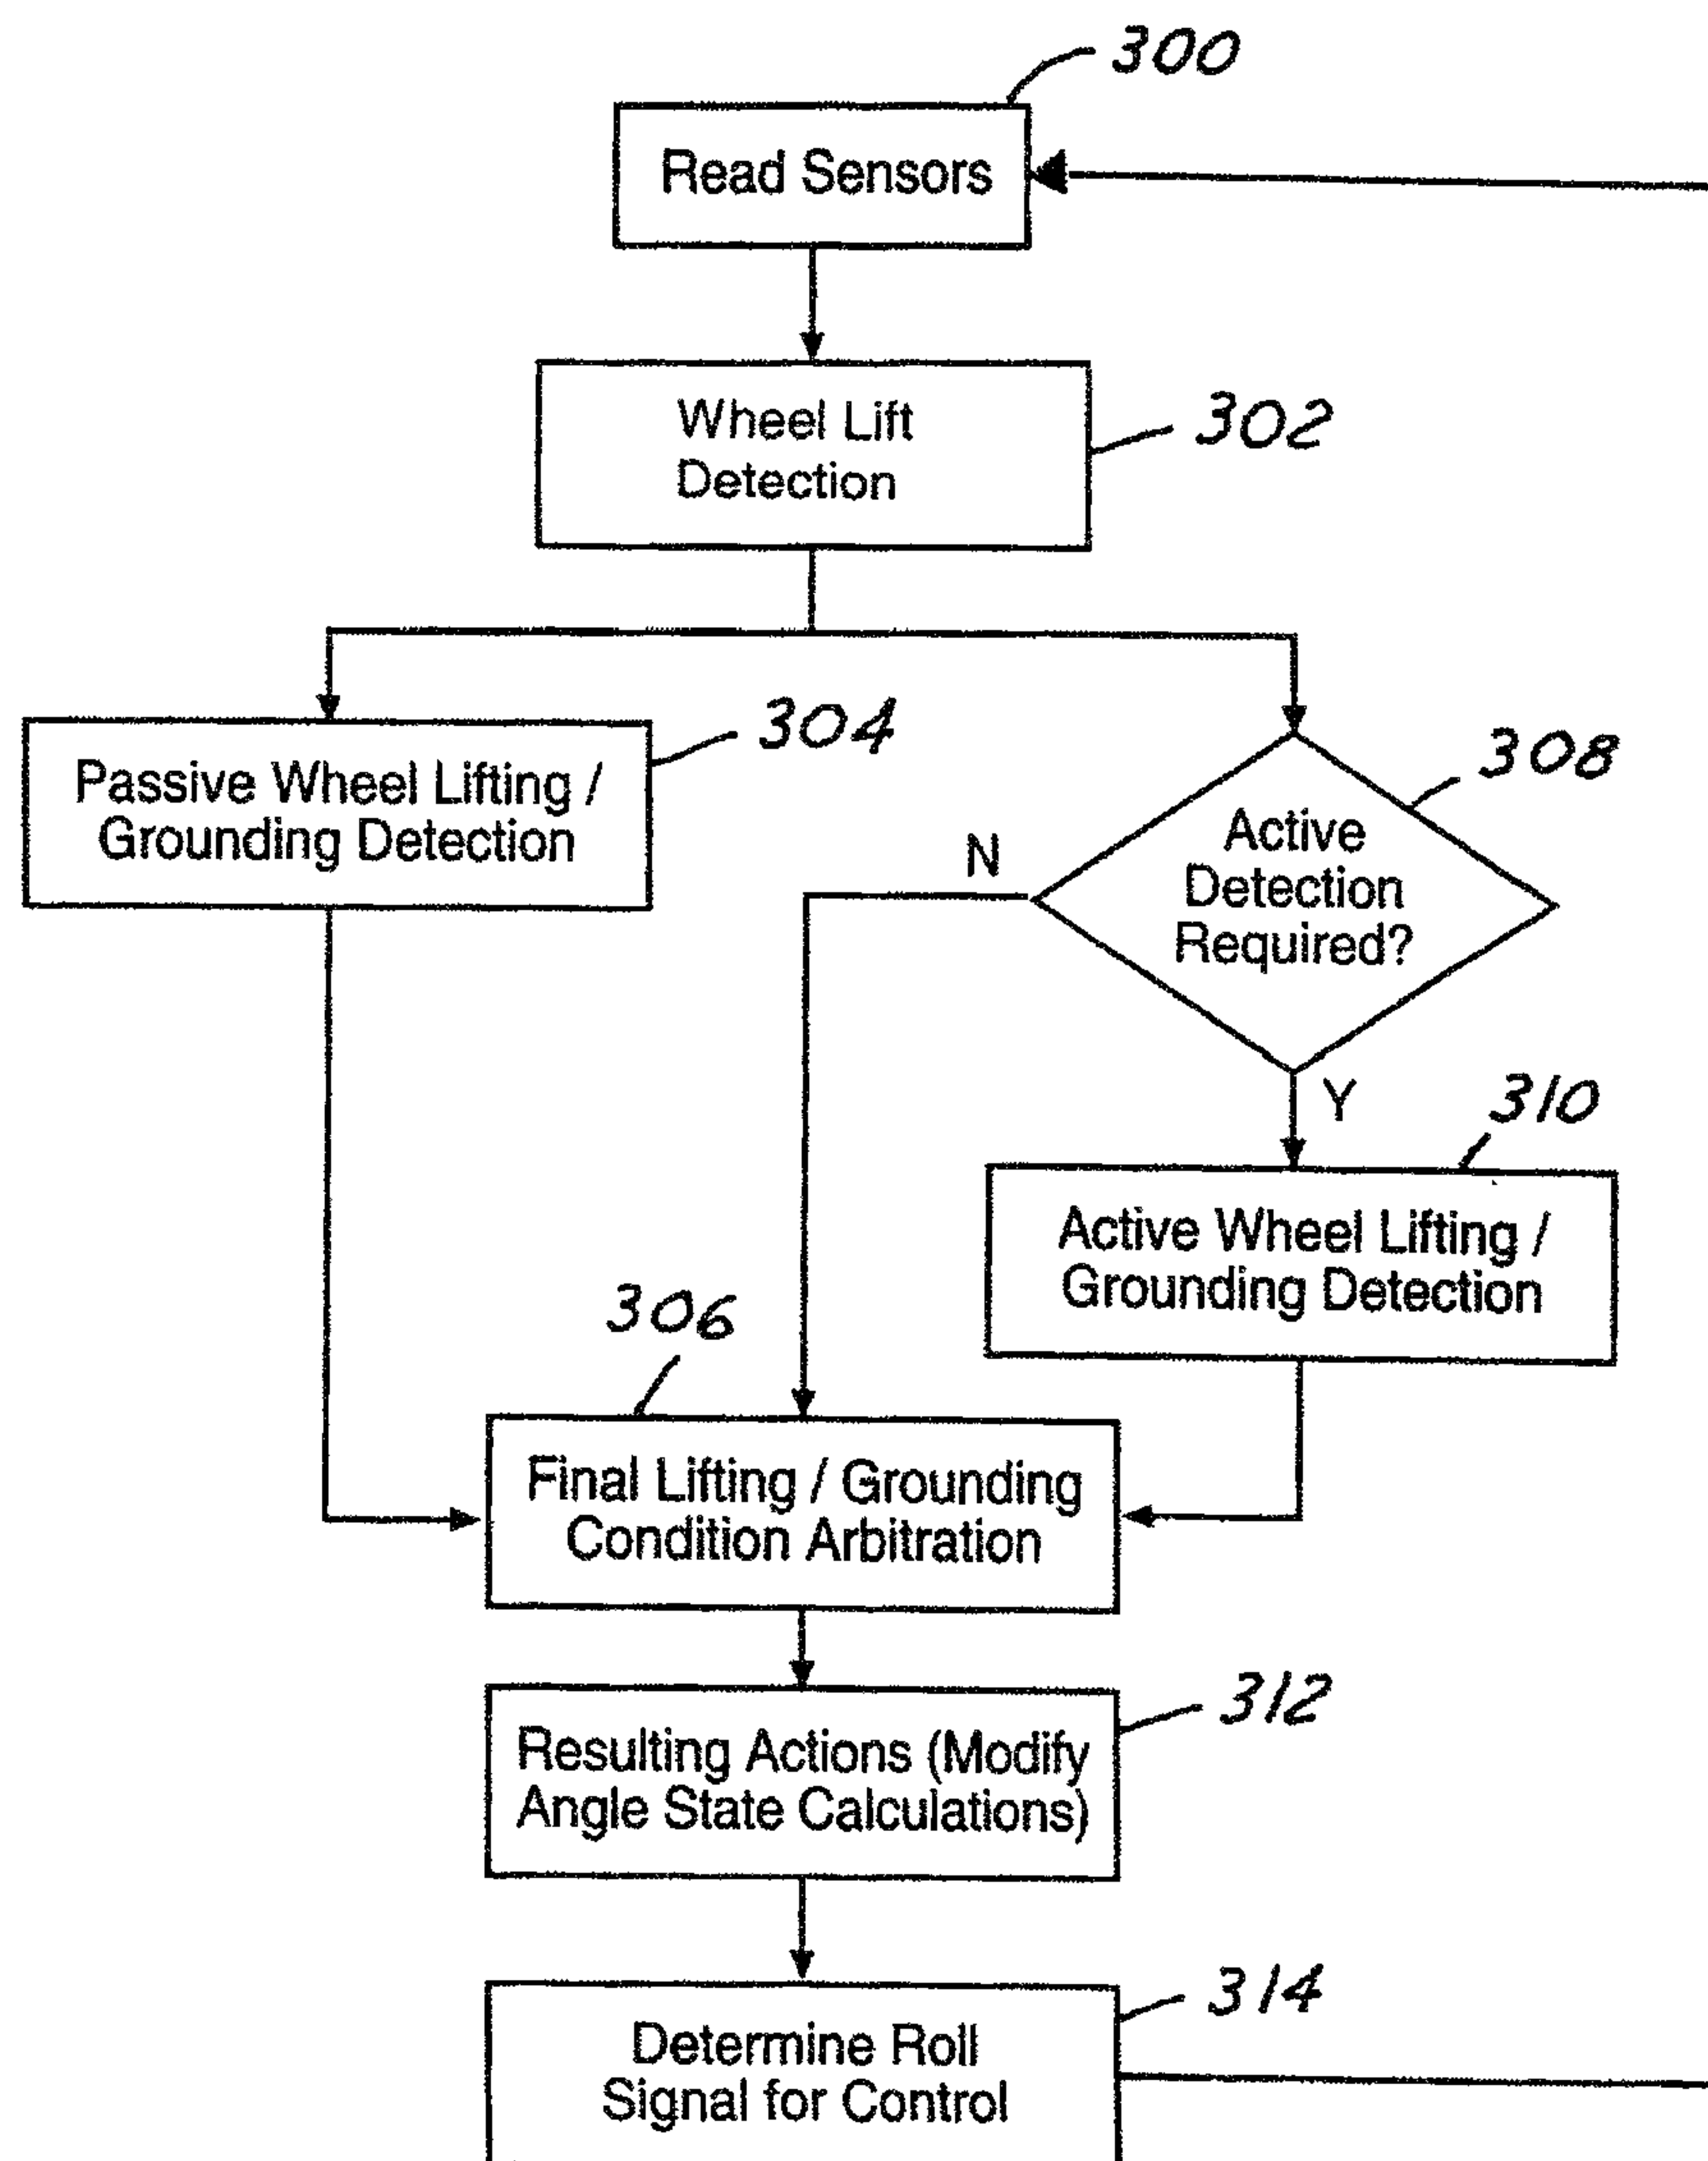 300
Read Sensors
302
Wheel Lift
Detection
304
Passive Wheel Lifting /
Grounding Detection
308
Active
Detection
Required?
N
Y
310
Active Wheel Lifting /
Grounding Detection
306
Final Lifting / Grounding
Condition Arbitration
312
Resulting Actions (Modify
Angle State Calculations)
314
Determine Roll
Signal for Control